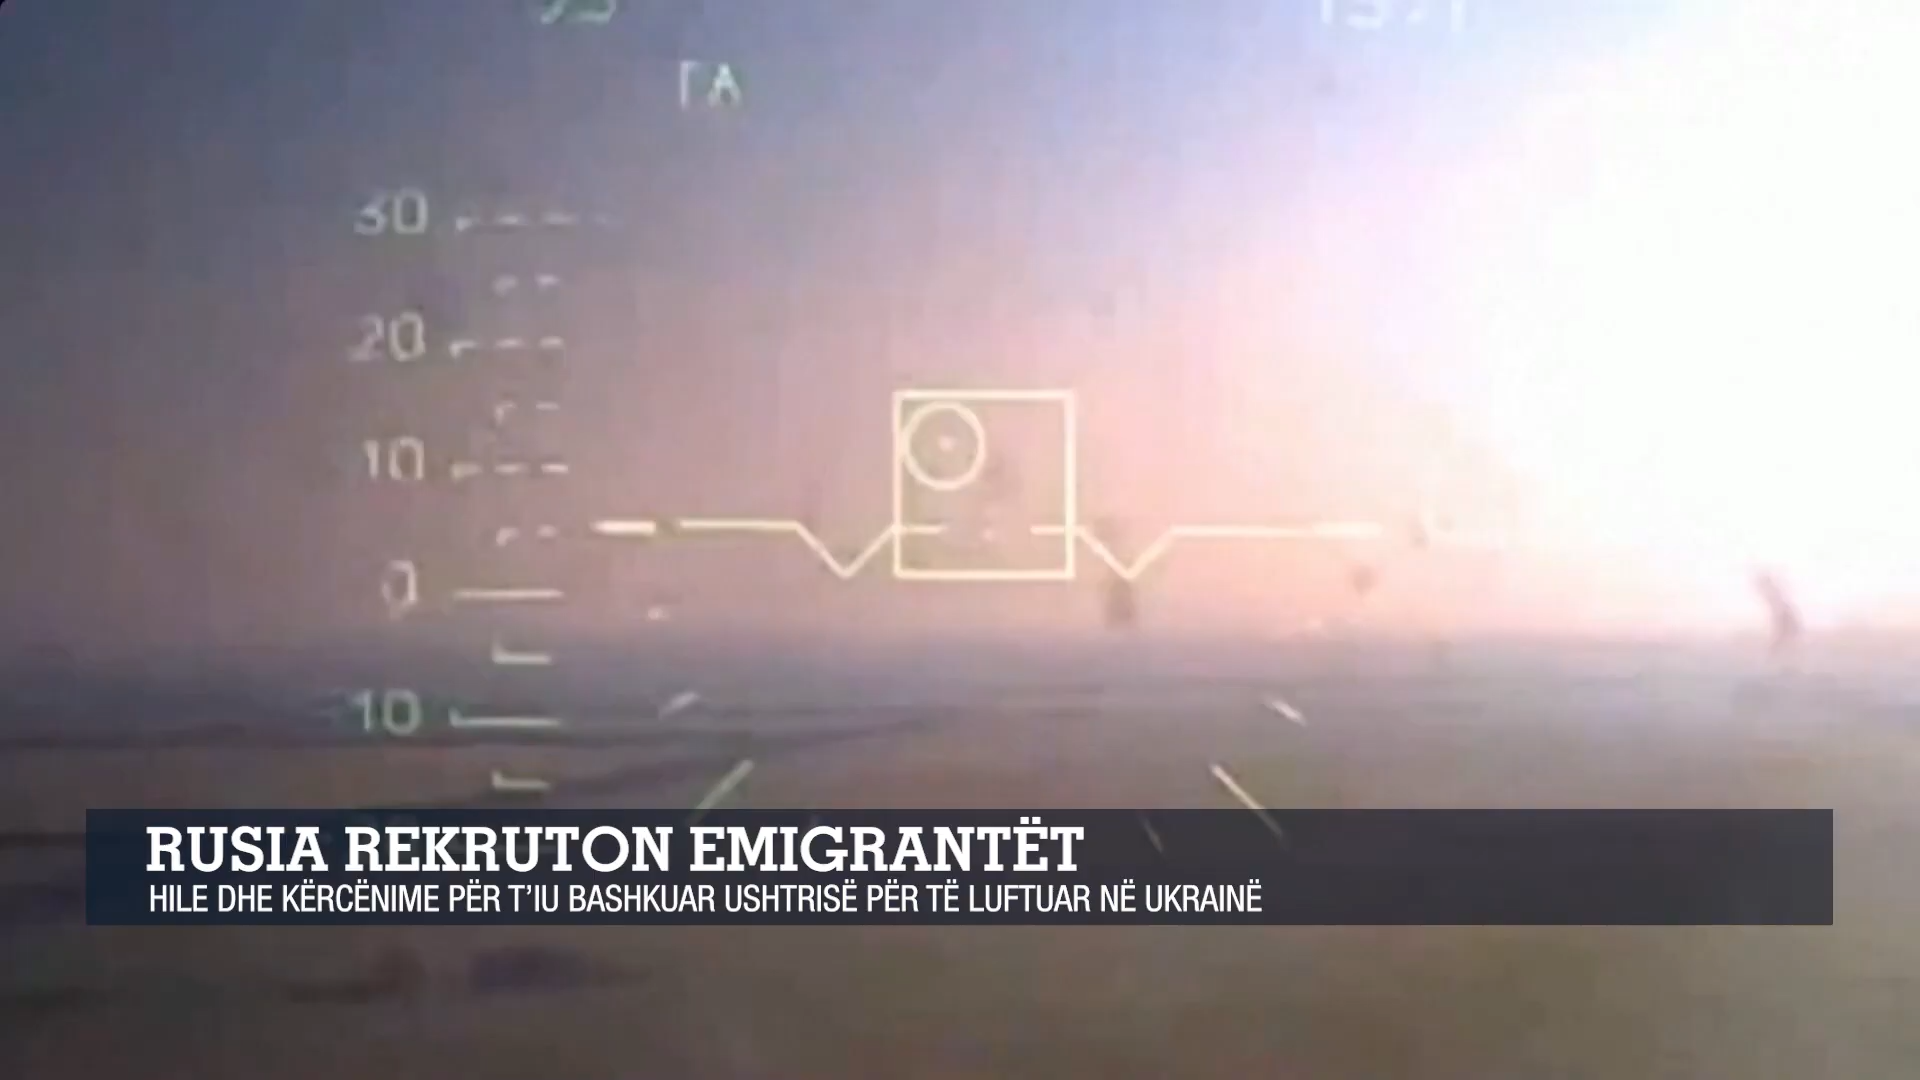 ГА
30
20
10
0
-10
RUSIA REKRUTON EMIGRANTËT
HILE DHE KËRCËNIME PËR T’IU BASHKUAR USHTRISË PËR TË LUFTUAR NË UKRAINË